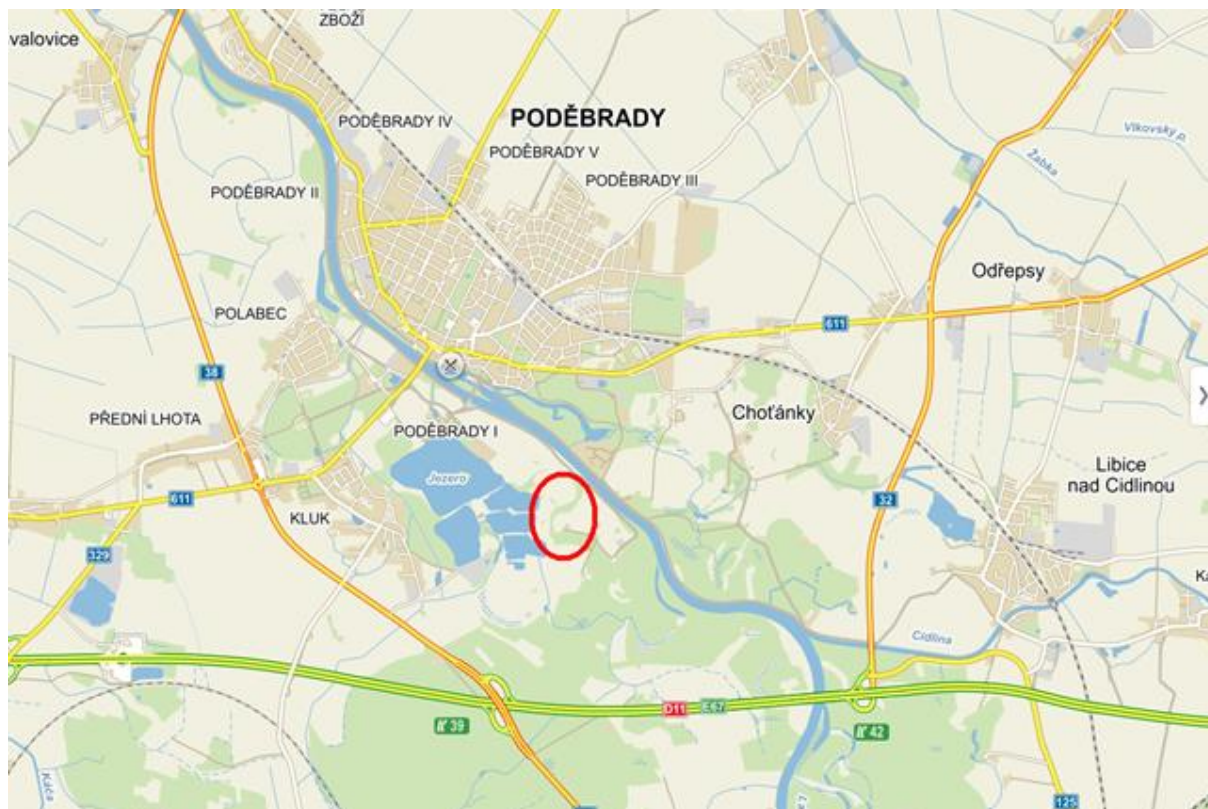 ZBOŽÍ
valovice
PODĚBRADY IV
PODĚBRADY
PODĚBRADY V
PODĚBRADY III
PODĚBRADY II
Vlkovský p.
Žabka
Odřepsy
POLABEC
611
38
Choťánky
PŘEDNÍ LHOTA
PODĚBRADY I
Jezero
Libice
nad Cidlinou
611
KLUK
32
329
Cidlina
D11
E67
39
42
Káča
125